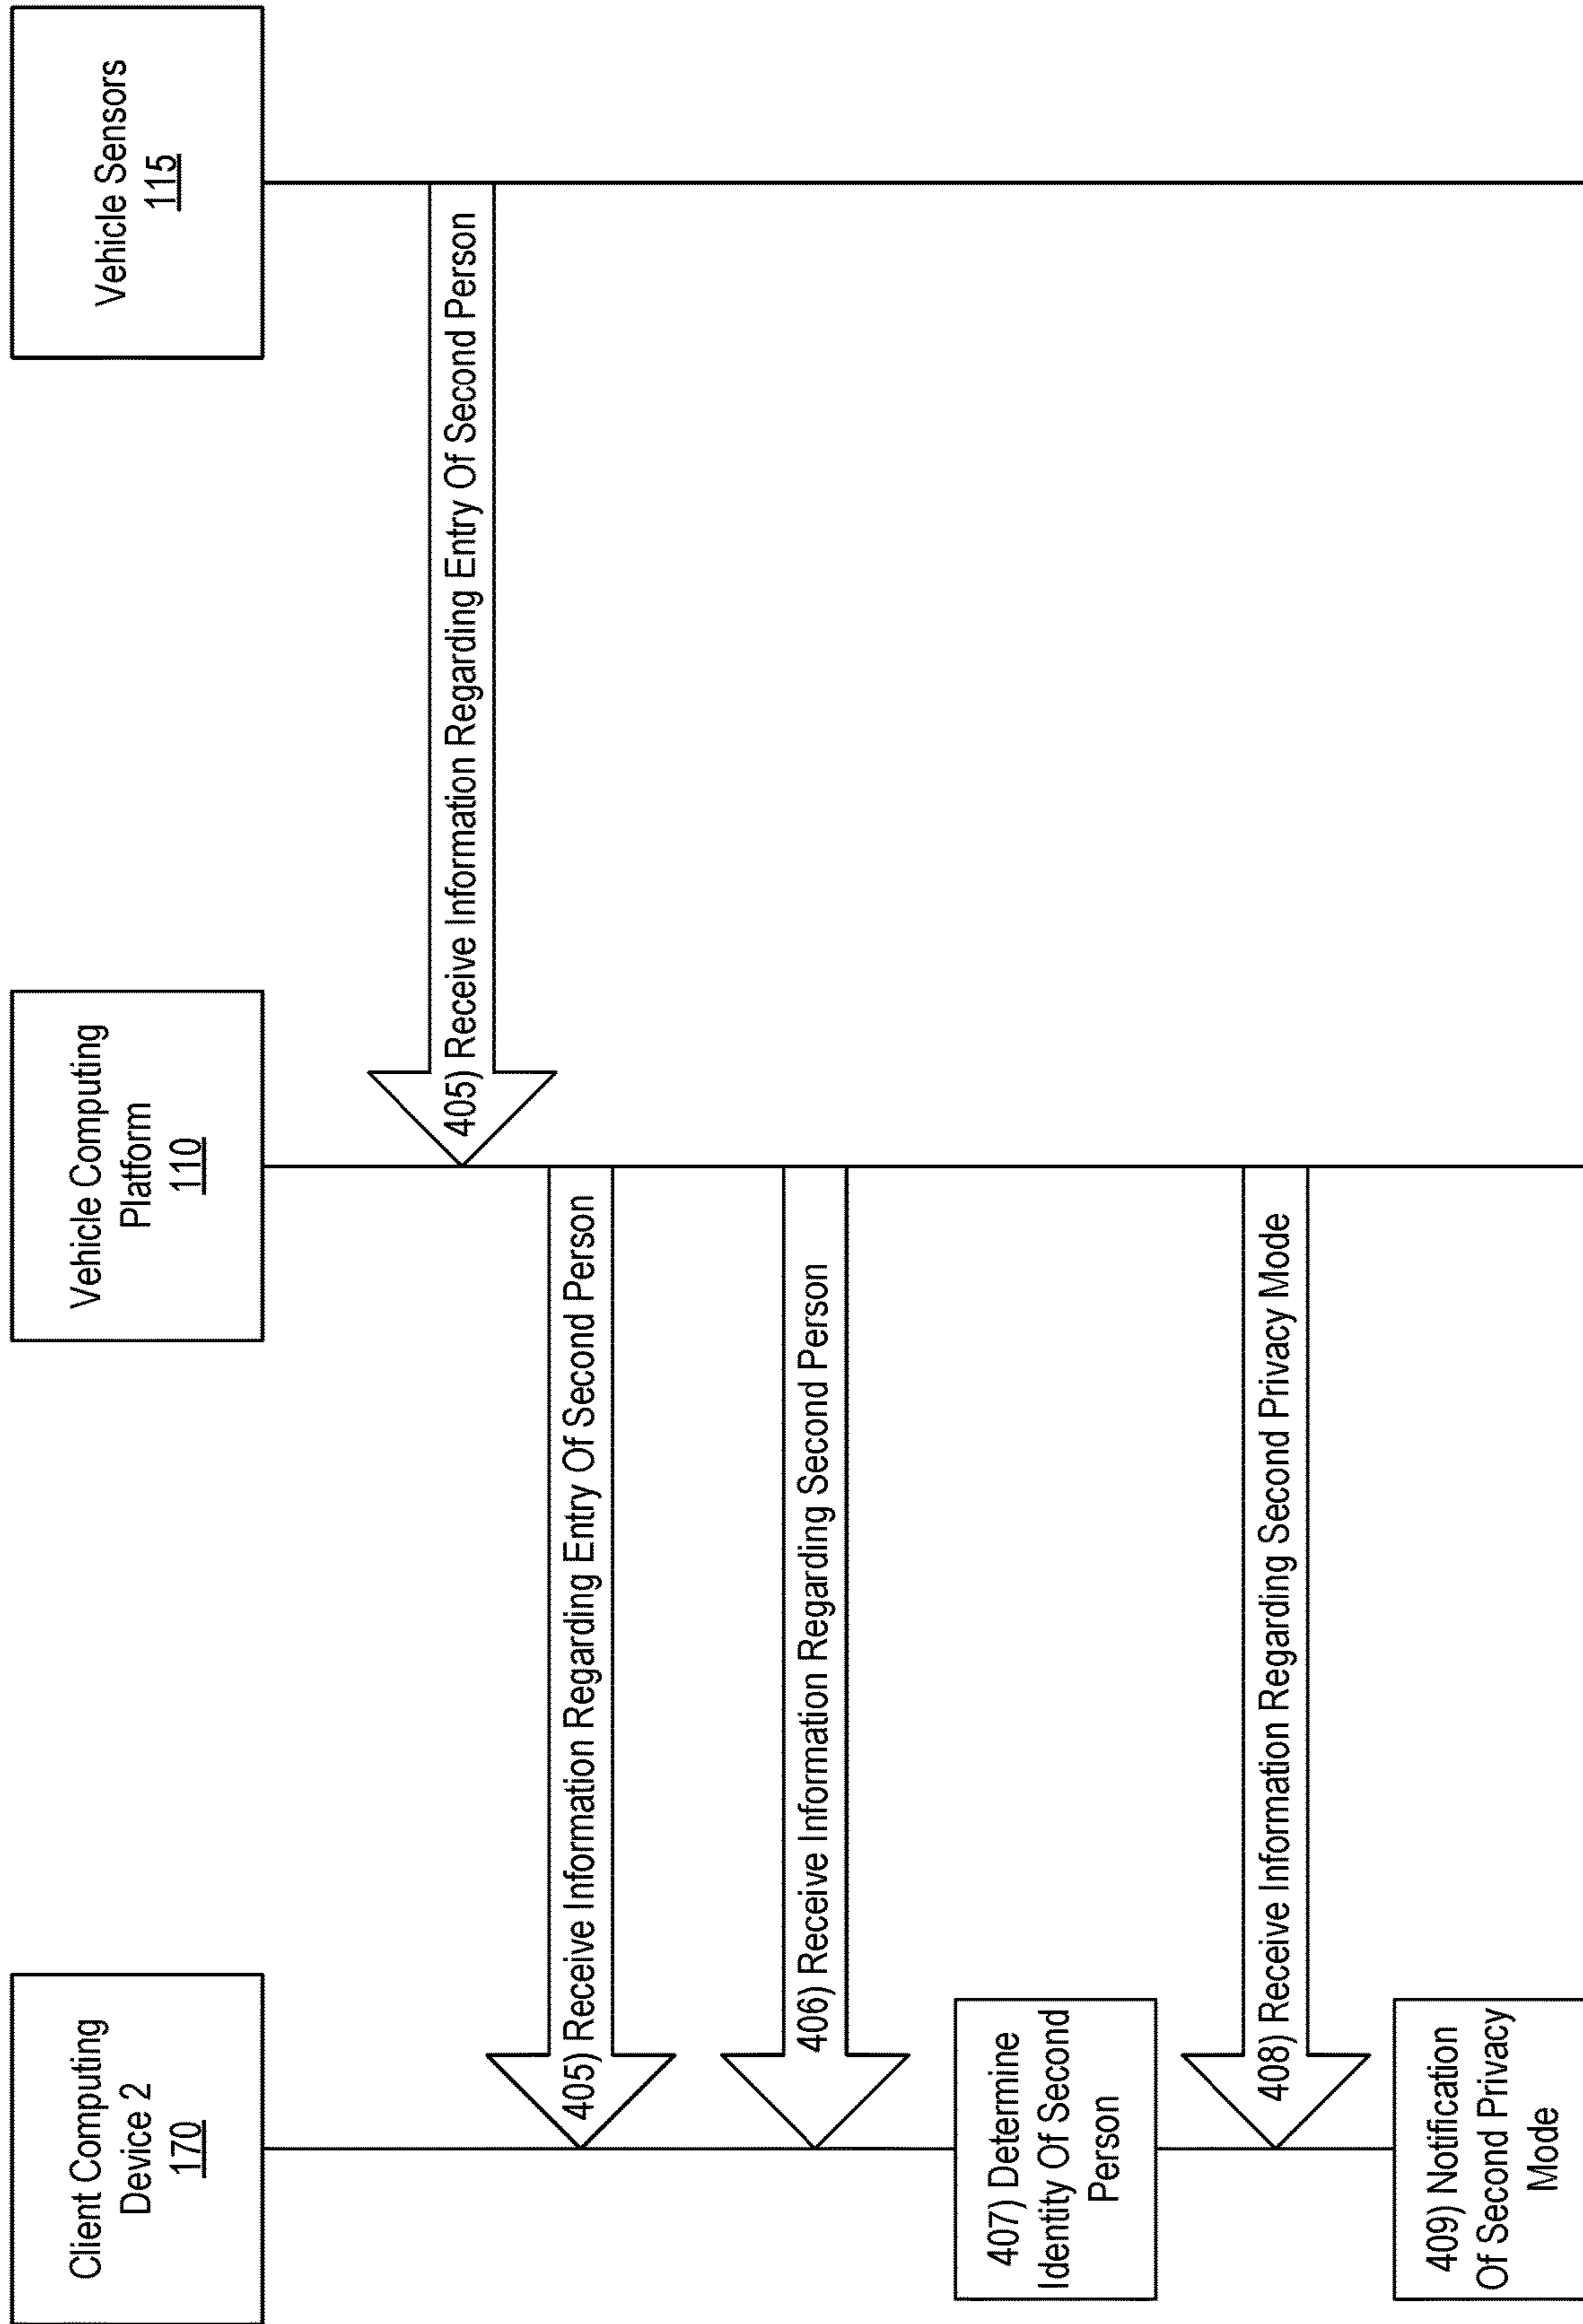 Client Computing
Device 2
170
Vehicle Computing
Platform
110
Vehicle Sensors
115
405) Receive Information Regarding Entry Of Second Person
405) Receive Information Regarding Entry Of Second Person
406) Receive Information Regarding Second Person
407) Determine
Identity Of Second
Person
408) Receive Information Regarding Second Privacy Mode
409) Notification
Of Second Privacy
Mode